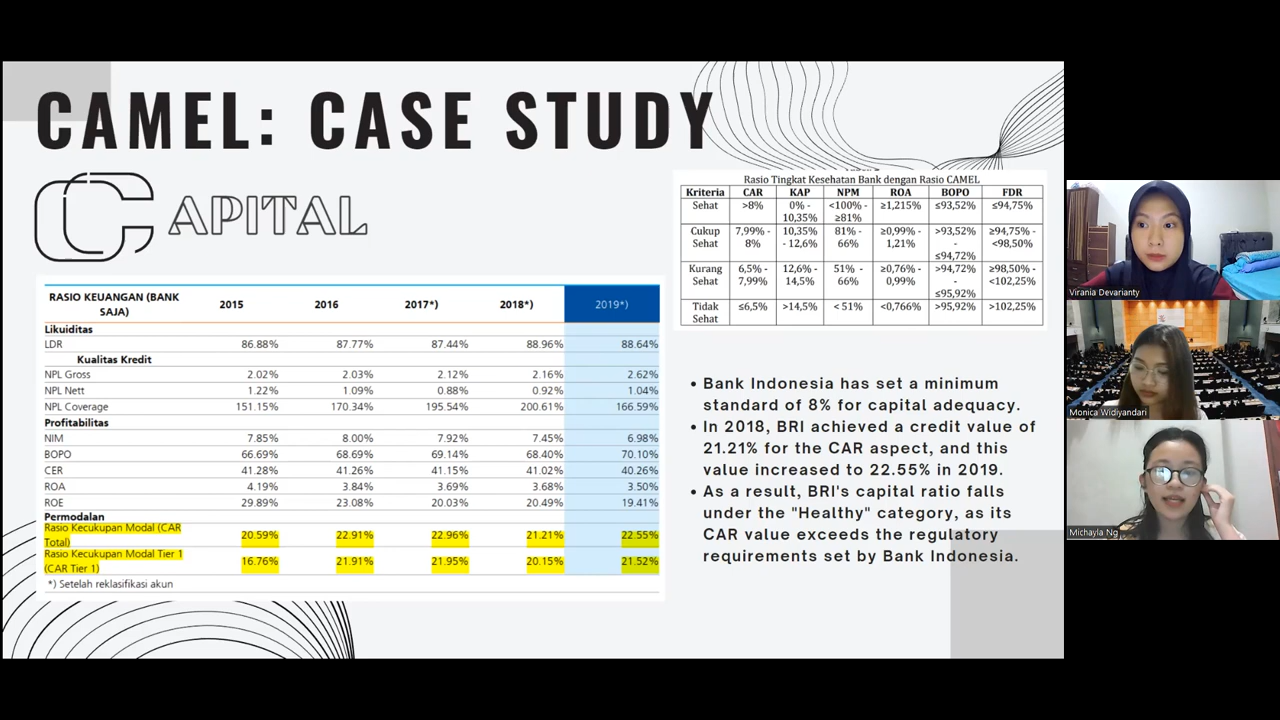 CAMEL: CASE STUDY
CAPITAL
RASIO KEUANGAN (BANK SAJA) 2015 2016 2017*) 2018*) 2019*)
Likuiditas
LDR 86.88% 87.77% 87.44% 88.96% 88.64%
Kualitas Kredit
NPL Gross 2.02% 2.03% 2.12% 2.16% 2.62%
NPL Nett 1.22% 1.09% 0.88% 0.92% 1.04%
NPL Coverage 151.15% 170.34% 195.54% 200.61% 166.59%
Profitabilitas
NIM 7.85% 8.00% 7.92% 7.45% 6.98%
BOPO 66.69% 68.69% 69.14% 68.40% 70.10%
CER 41.28% 41.26% 41.15% 41.02% 40.26%
ROA 4.19% 3.84% 3.69% 3.68% 3.50%
ROE 29.89% 23.08% 20.03% 20.49% 19.41%
Permodalan
Rasio Kecukupan Modal (CAR
Total) 20.59% 22.91% 22.96% 21.21% 22.55%
Rasio Kecukupan Modal Tier 1
(CAR Tier 1) 16.76% 21.91% 21.95% 20.15% 21.52%
*) Setelah reklasifikasi akun
Rasio Tingkat Kesehatan Bank dengan Rasio CAMEL
Kriteria CAR KAP NPM ROA BOPO FDR
Sehat >8% 0% - <100% - ≥1,215% ≤93,52% ≤94,75%
10,35% ≥81%
Cukup 7,99% - 10,35% 81% - ≥0,99% - >93,52% ≥94,75% -
Sehat 8% - 12,6% 66% 1,21% - <98,50%
≤94,72%
Kurang 6,5% - 12,6% - 51% - ≥0,76% - >94,72% ≥98,50% -
Sehat 7,99% 14,5% 66% 0,99% - <102,25%
≤95,92%
Tidak ≤6,5% >14,5% < 51% <0,766% >95,92% >102,25%
Sehat
• Bank Indonesia has set a minimum
standard of 8% for capital adequacy.
• In 2018, BRI achieved a credit value of
21.21% for the CAR aspect, and this
value increased to 22.55% in 2019.
• As a result, BRI's capital ratio falls
under the "Healthy" category, as its
CAR value exceeds the regulatory
requirements set by Bank Indonesia.
Virania Devarianty
Monica Widiyandari
Michayla Ng